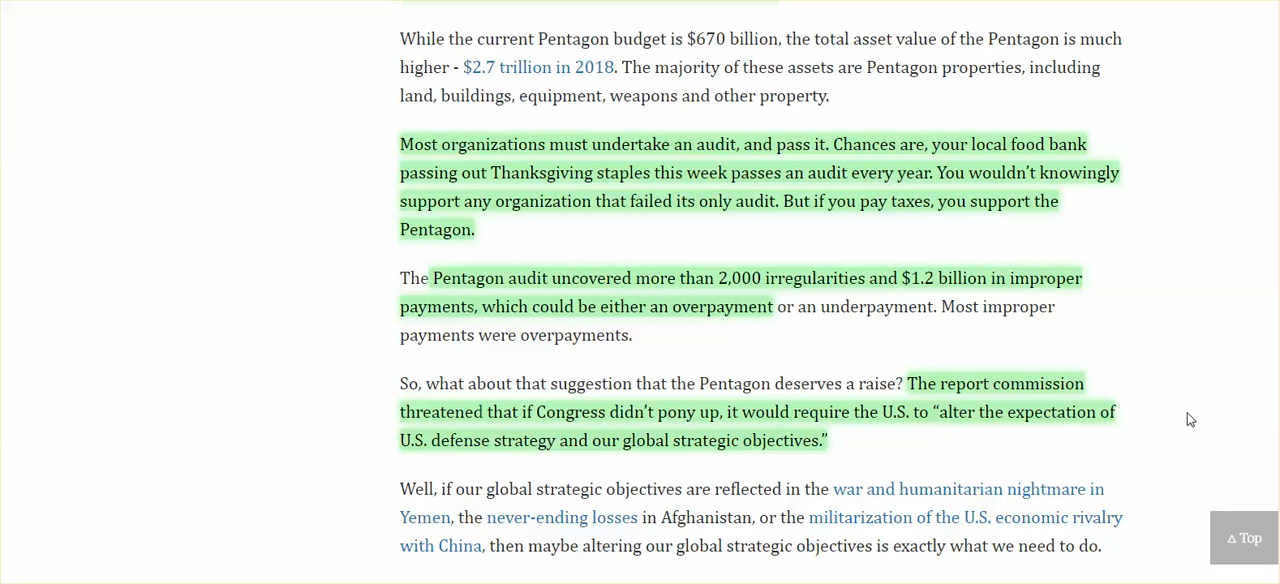 While the current Pentagon budget is $670 billion, the total asset value of the Pentagon is much
higher - $2.7 trillion in 2018. The majority of these assets are Pentagon properties, including
land, buildings, equipment, weapons and other property.
Most organizations must undertake an audit, and pass it. Chances are, your local food bank
passing out Thanksgiving staples this week passes an audit every year. You wouldn’t knowingly
support any organization that failed its only audit. But if you pay taxes, you support the
Pentagon.
The Pentagon audit uncovered more than 2,000 irregularities and $1.2 billion in improper
payments, which could be either an overpayment or an underpayment. Most improper
payments were overpayments.
So, what about that suggestion that the Pentagon deserves a raise? The report commission
threatened that if Congress didn’t pony up, it would require the U.S. to “alter the expectation of
U.S. defense strategy and our global strategic objectives.”
Well, if our global strategic objectives are reflected in the war and humanitarian nightmare in
Yemen, the never-ending losses in Afghanistan, or the militarization of the U.S. economic rivalry
with China, then maybe altering our global strategic objectives is exactly what we need to do.
△ Top